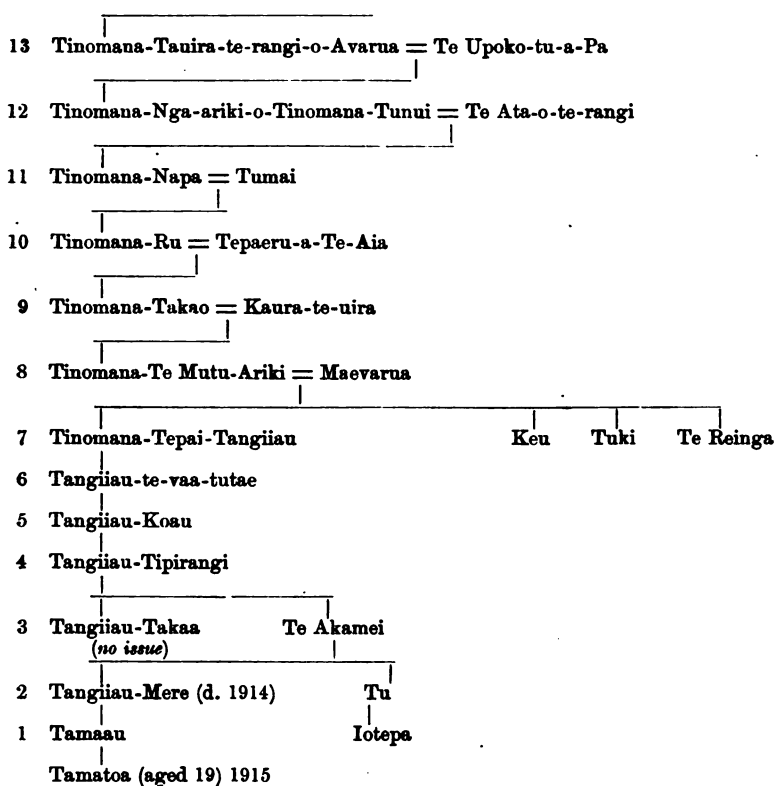 13 Tinomana-Tauira-te-rangi-o-Avarua = Te Upoko-tu-a-Pa
12 Tinomana-Nga-ariki-o-Tinomana-Tunui = Te Ata-o-te-rangi
11 Tinomana-Napa = Tumai
10 Tinomana-Ru = Tepaeru-a-Te-Aia
9 Tinomana-Takao = Kaura-te-uira
8 Tinomana-Te Mutu-Ariki = Maevarua
7 Tinomana-Tepai-Tangiiau Keu Tuki Te Reinga
6 Tangiiau-te-vaa-tutae
5 Tangiiau-Koau
4 Tangiiau-Tipirangi
3 Tangiiau-Takaa Te Akamei
(no issue)
2 Tangiiau-Mere (d. 1914) Tu
1 Tamaau Iotepa
Tamatoa (aged 19) 1915